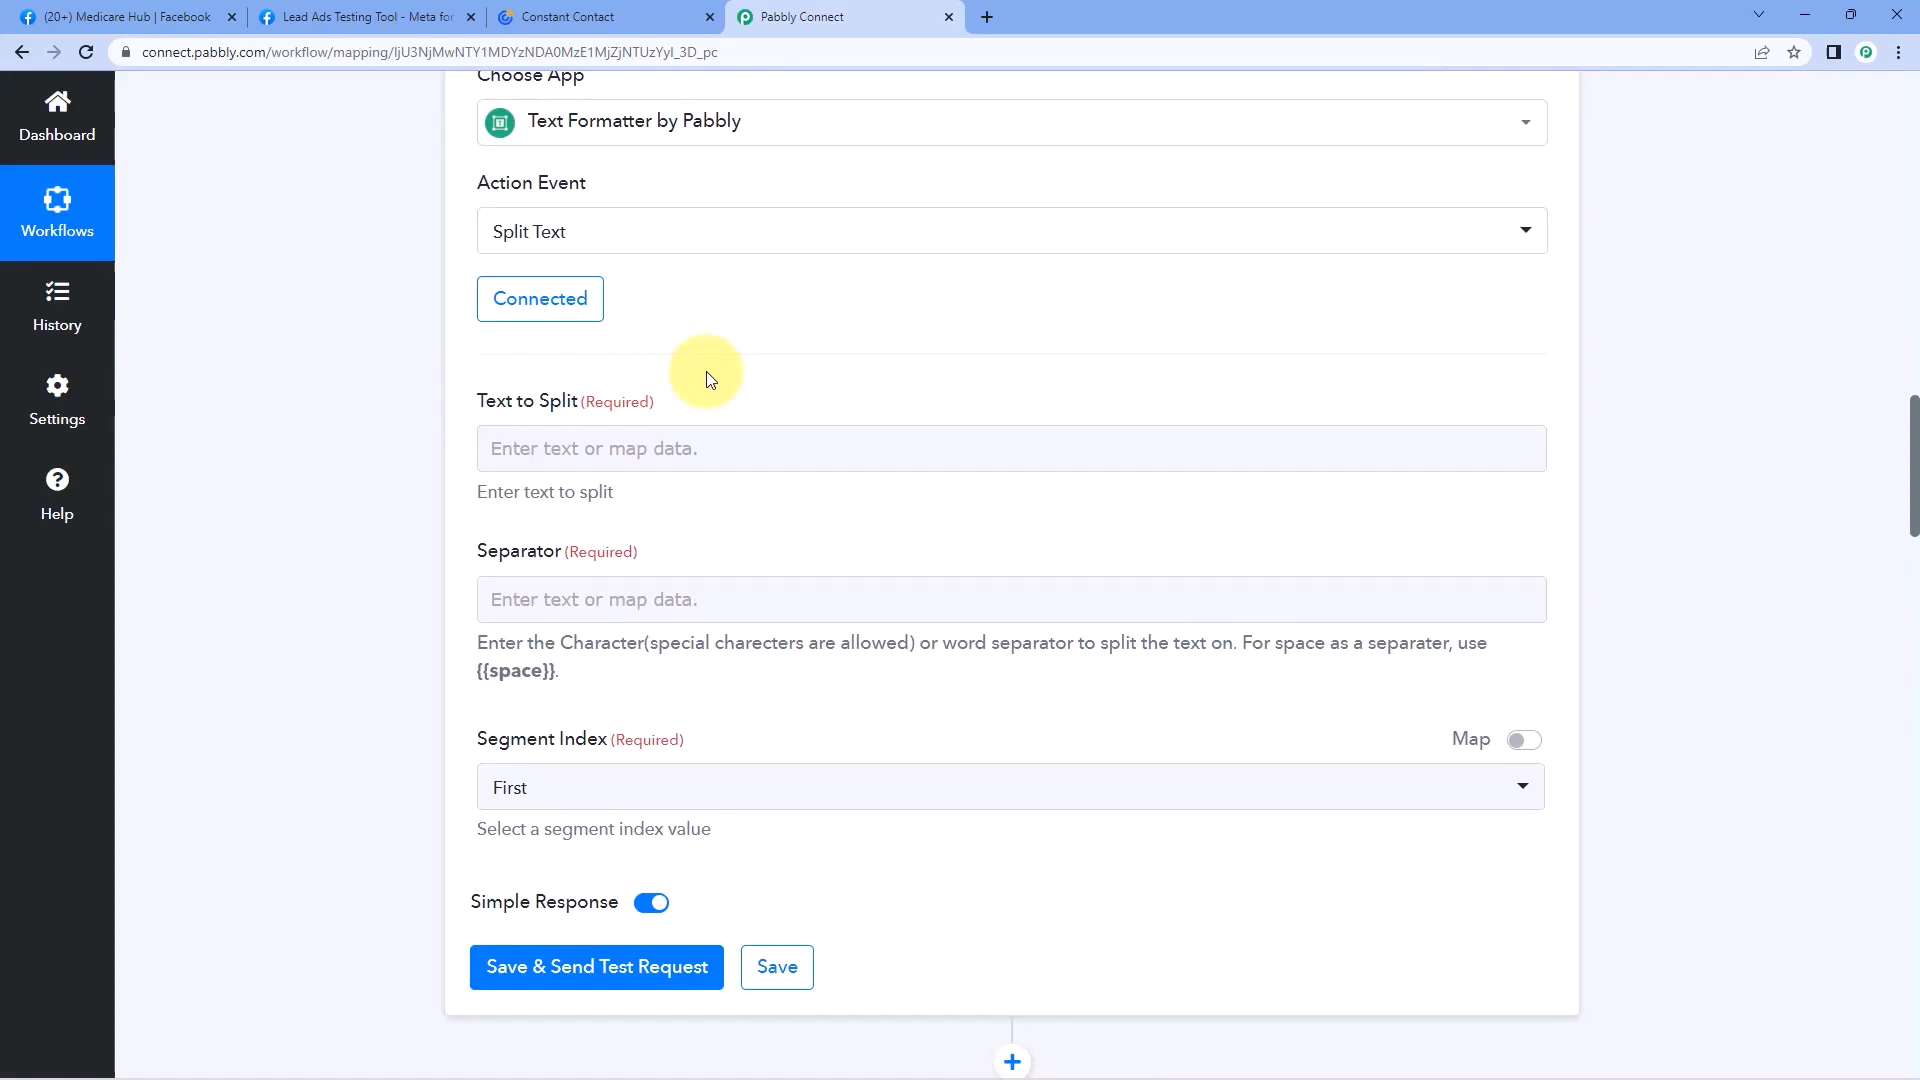 (20+) Medicare Hub | Facebook
Lead Ads Testing Tool - Meta for
Constant Contact
Pabbly Connect
connect.pabbly.com/workflow/mapping/IjU3NjMwNTY1MDYzNDA0MzE1MjZjNTUzYyI_3D_pc
Choose App
Text Formatter by Pabbly
Action Event
Split Text
Connected
Text to Split (Required)
Enter text or map data.
Enter text to split
Separator (Required)
Enter text or map data.
Enter the Character(special charecters are allowed) or word separator to split the text on. For space as a separater, use
{{space}}.
Segment Index (Required)
Map
First
Select a segment index value
Simple Response
Save & Send Test Request
Save
Dashboard
Workflows
History
Settings
Help